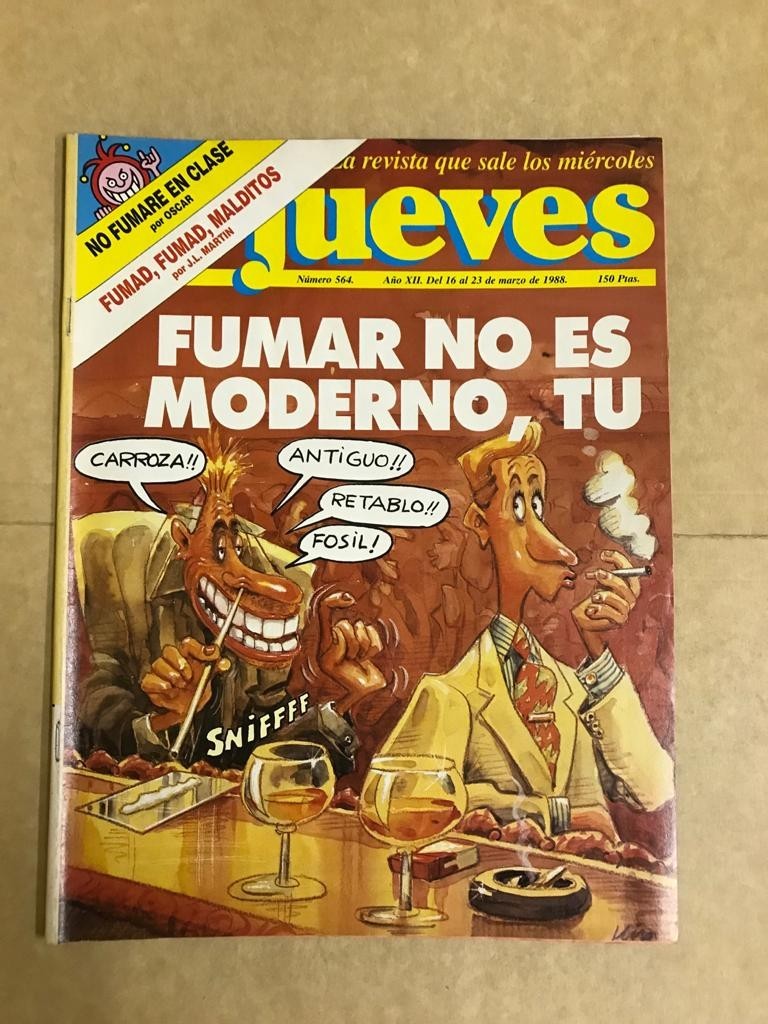 NO FUMARE EN CLASE
por OSCAR
FUMAD, FUMAD, MALDITOS
por J.L. MARTIN
La revista que sale los miércoles
jueves
Número 564. Año XII. Del 16 al 23 de marzo de 1988. 150 Ptas.
FUMAR NO ES
MODERNO, TU
CARROZA!!
ANTiGUO!!
RETABLO!!
FOSiL!
SNiFFFF